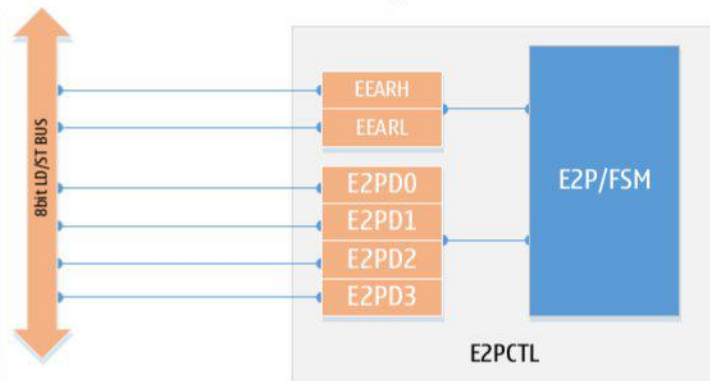 8bit LD/ST BUS
EEARH
EEARL
E2PD0
E2PD1
E2PD2
E2PD3
E2P/FSM
E2PCTL